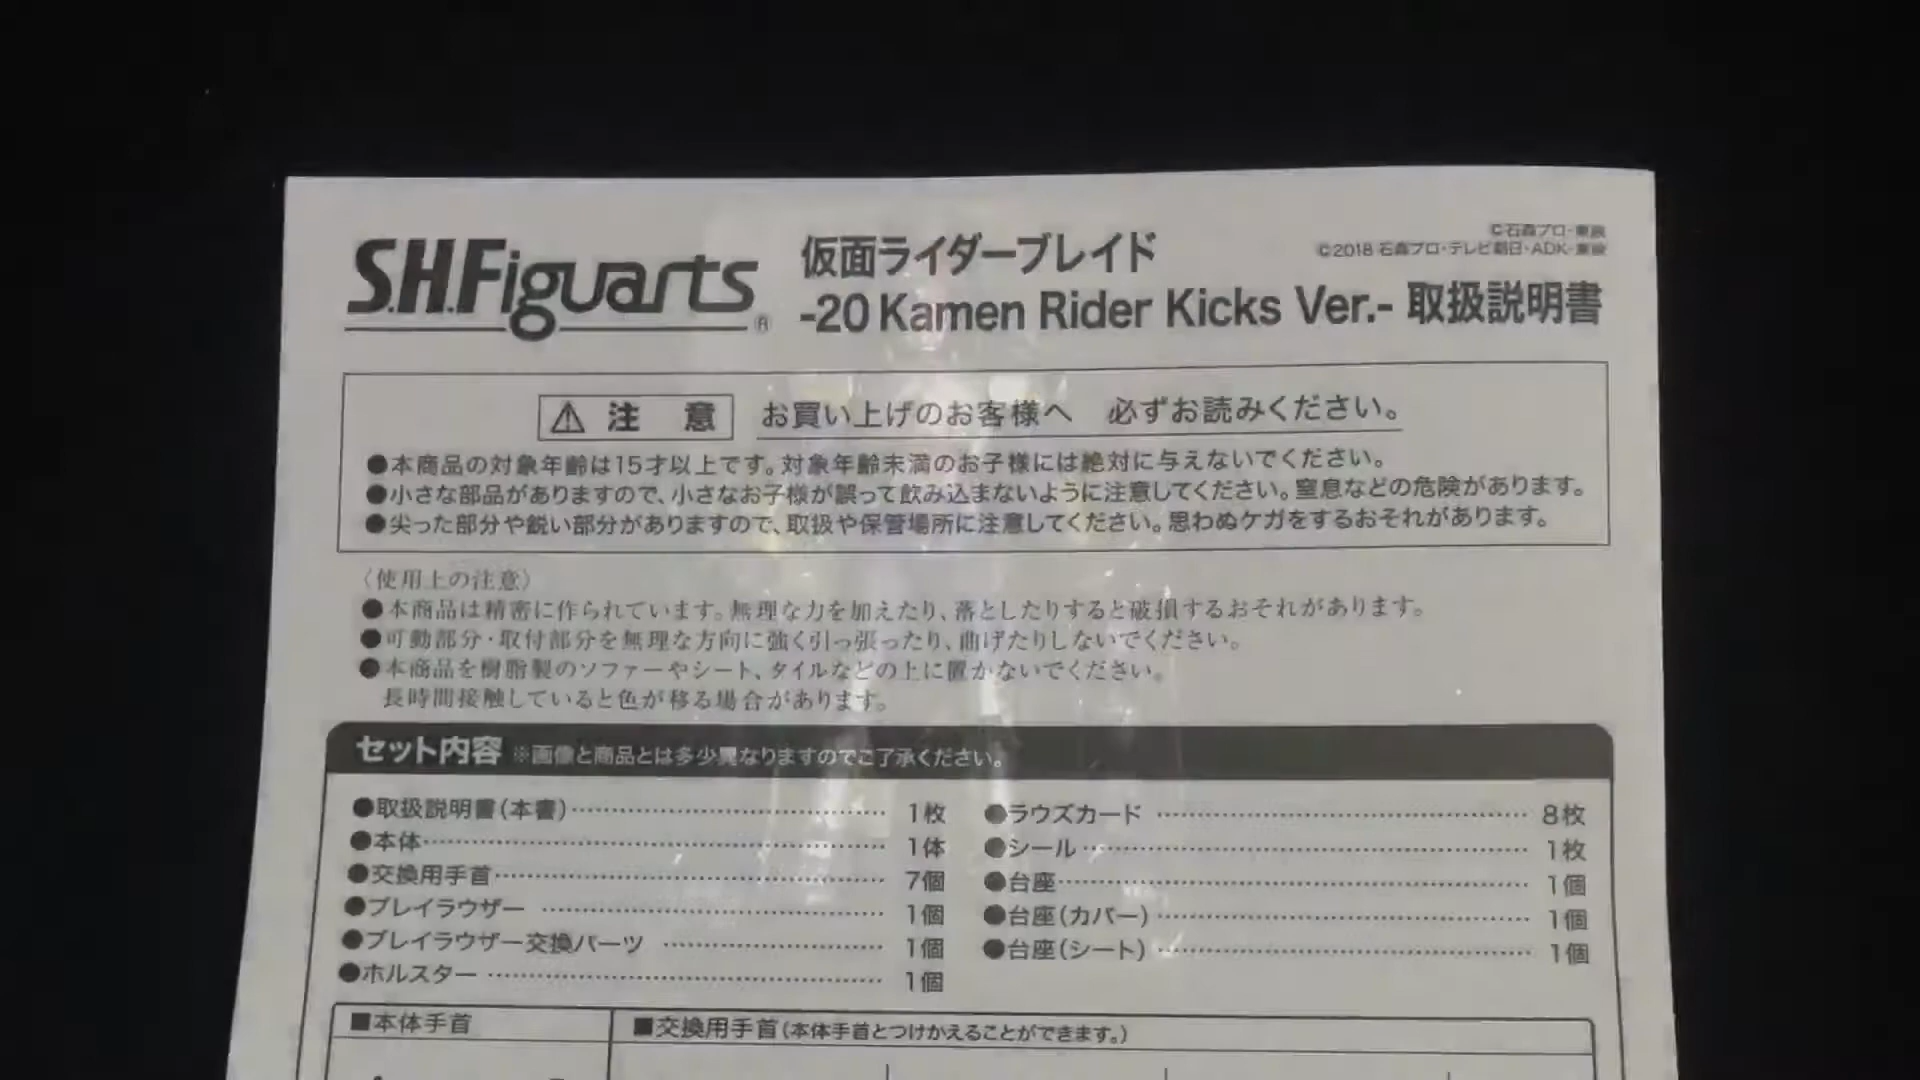 S.H.Figuarts®
仮面ライダーブレイド
-20 Kamen Rider Kicks Ver.- 取扱説明書
©石森プロ・東映
©2018 石森プロ・テレビ朝日・ADK・東映
⚠ 注 意 お買い上げのお客様へ 必ずお読みください。
●本商品の対象年齢は15才以上です。対象年齢未満のお子様には絶対に与えないでください。
●小さな部品がありますので、小さなお子様が誤って飲み込まないように注意してください。窒息などの危険があります。
●尖った部分や鋭い部分がありますので、取扱や保管場所に注意してください。思わぬケガをするおそれがあります。
〈使用上の注意〉
●本商品は精密に作られています。無理な力を加えたり、落としたりすると破損するおそれがあります。
●可動部分・取付部分を無理な方向に強く引っ張ったり、曲げたりしないでください。
●本商品を樹脂製のソファーやシート、タイルなどの上に置かないでください。
長時間接触していると色が移る場合があります。
セット内容 ※画像と商品とは多少異なりますのでご了承ください。
●取扱説明書(本書)………1枚
●本体………1体
●交換用手首………7個
●ブレイラウザー………1個
●ブレイラウザー交換パーツ………1個
●ホルスター………1個
●ラウズカード………8枚
●シール………1枚
●台座………1個
●台座(カバー)………1個
●台座(シート)………1個
■本体手首
■交換用手首(本体手首とつけかえることができます。)